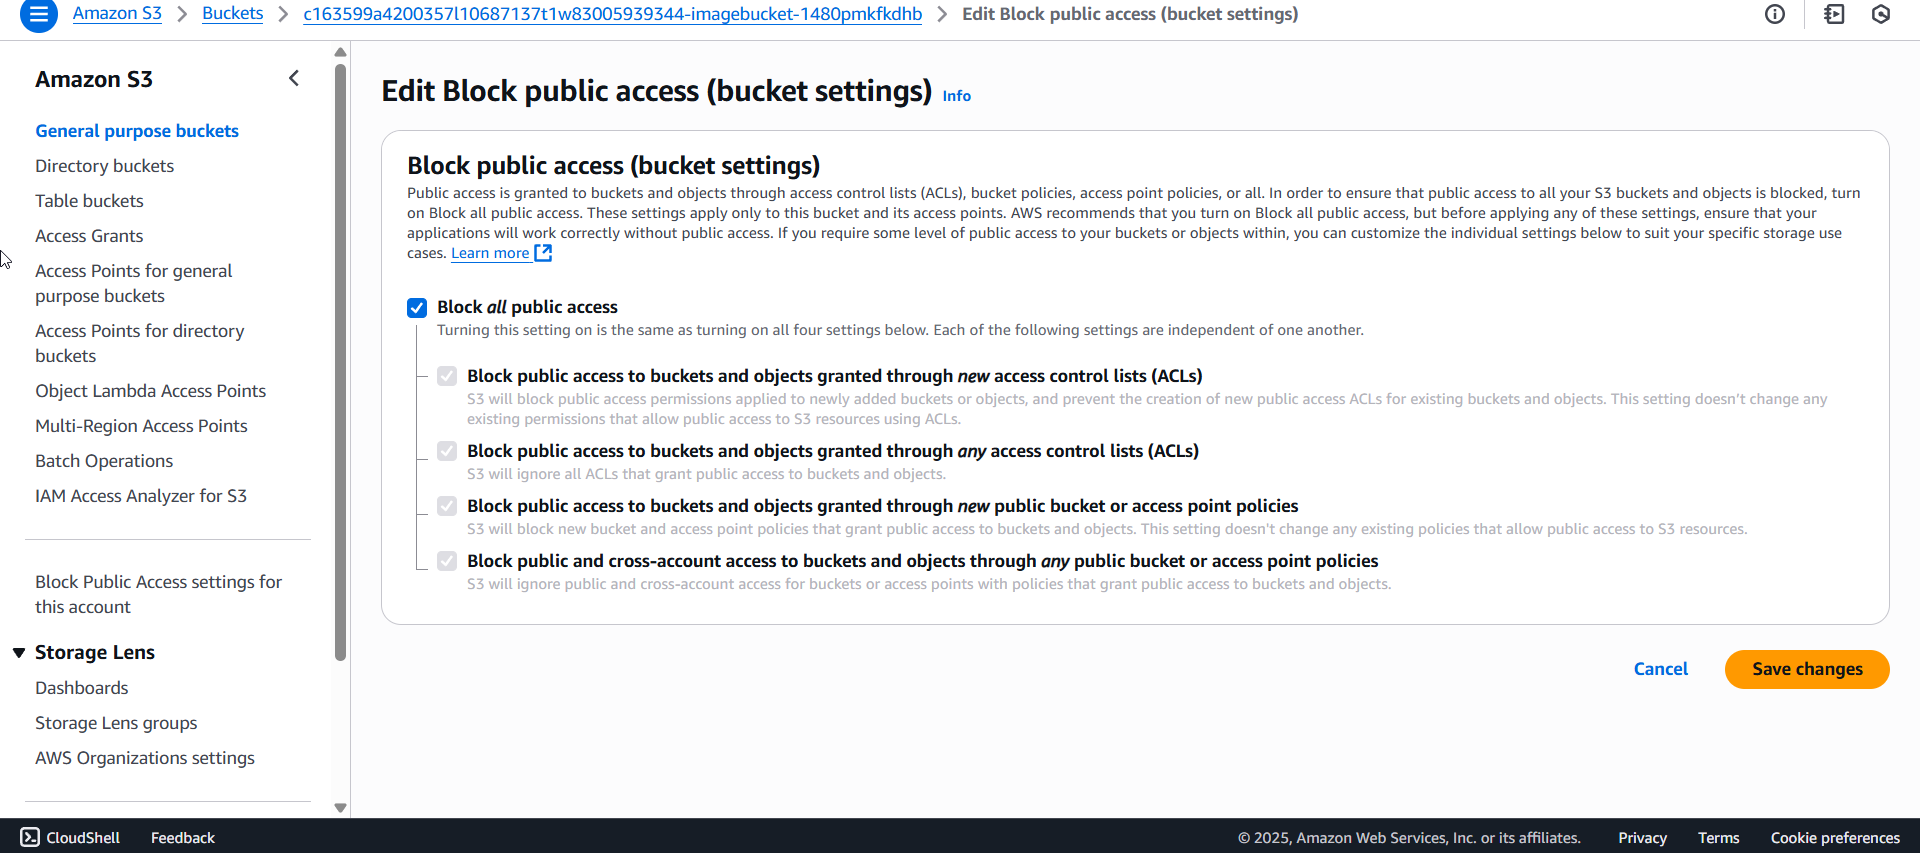 Amazon S3 > Buckets > c163599a4200357l10687137t1w83005939344-imagebucket-1480pmkfkdhb > Edit Block public access (bucket settings)
Amazon S3
General purpose buckets
Directory buckets
Table buckets
Access Grants
Access Points for general
purpose buckets
Access Points for directory
buckets
Object Lambda Access Points
Multi-Region Access Points
Batch Operations
IAM Access Analyzer for S3
Block Public Access settings for
this account
Storage Lens
Dashboards
Storage Lens groups
AWS Organizations settings
Edit Block public access (bucket settings) Info
Block public access (bucket settings)
Public access is granted to buckets and objects through access control lists (ACLs), bucket policies, access point policies, or all. In order to ensure that public access to all your S3 buckets and objects is blocked, turn
on Block all public access. These settings apply only to this bucket and its access points. AWS recommends that you turn on Block all public access, but before applying any of these settings, ensure that your
applications will work correctly without public access. If you require some level of public access to your buckets or objects within, you can customize the individual settings below to suit your specific storage use
cases. Learn more
Block all public access
Turning this setting on is the same as turning on all four settings below. Each of the following settings are independent of one another.
Block public access to buckets and objects granted through new access control lists (ACLs)
S3 will block public access permissions applied to newly added buckets or objects, and prevent the creation of new public access ACLs for existing buckets and objects. This setting doesn't change any
existing permissions that allow public access to S3 resources using ACLs.
Block public access to buckets and objects granted through any access control lists (ACLs)
S3 will ignore all ACLs that grant public access to buckets and objects.
Block public access to buckets and objects granted through new public bucket or access point policies
S3 will block new bucket and access point policies that grant public access to buckets and objects. This setting doesn't change any existing policies that allow public access to S3 resources.
Block public and cross-account access to buckets and objects through any public bucket or access point policies
S3 will ignore public and cross-account access for buckets or access points with policies that grant public access to buckets and objects.
Cancel Save changes
CloudShell Feedback © 2025, Amazon Web Services, Inc. or its affiliates. Privacy Terms Cookie preferences